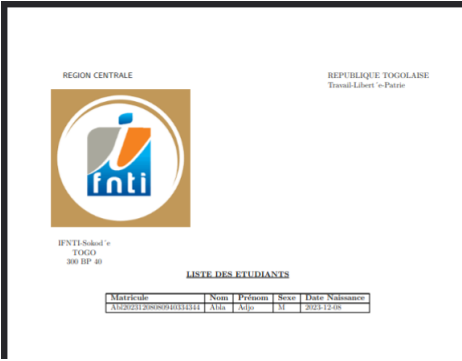 REGION CENTRALE
REPUBLIQUE TOGOLAISE
Travail-Libert ´e-Patrie
ifnti
IFNTI-Sokod ´e
TOGO
300 BP 40
LISTE DES ETUDIANTS
Matricule Nom Prénom Sexe Date Naissance
Abla Adjo M 2023-12-08